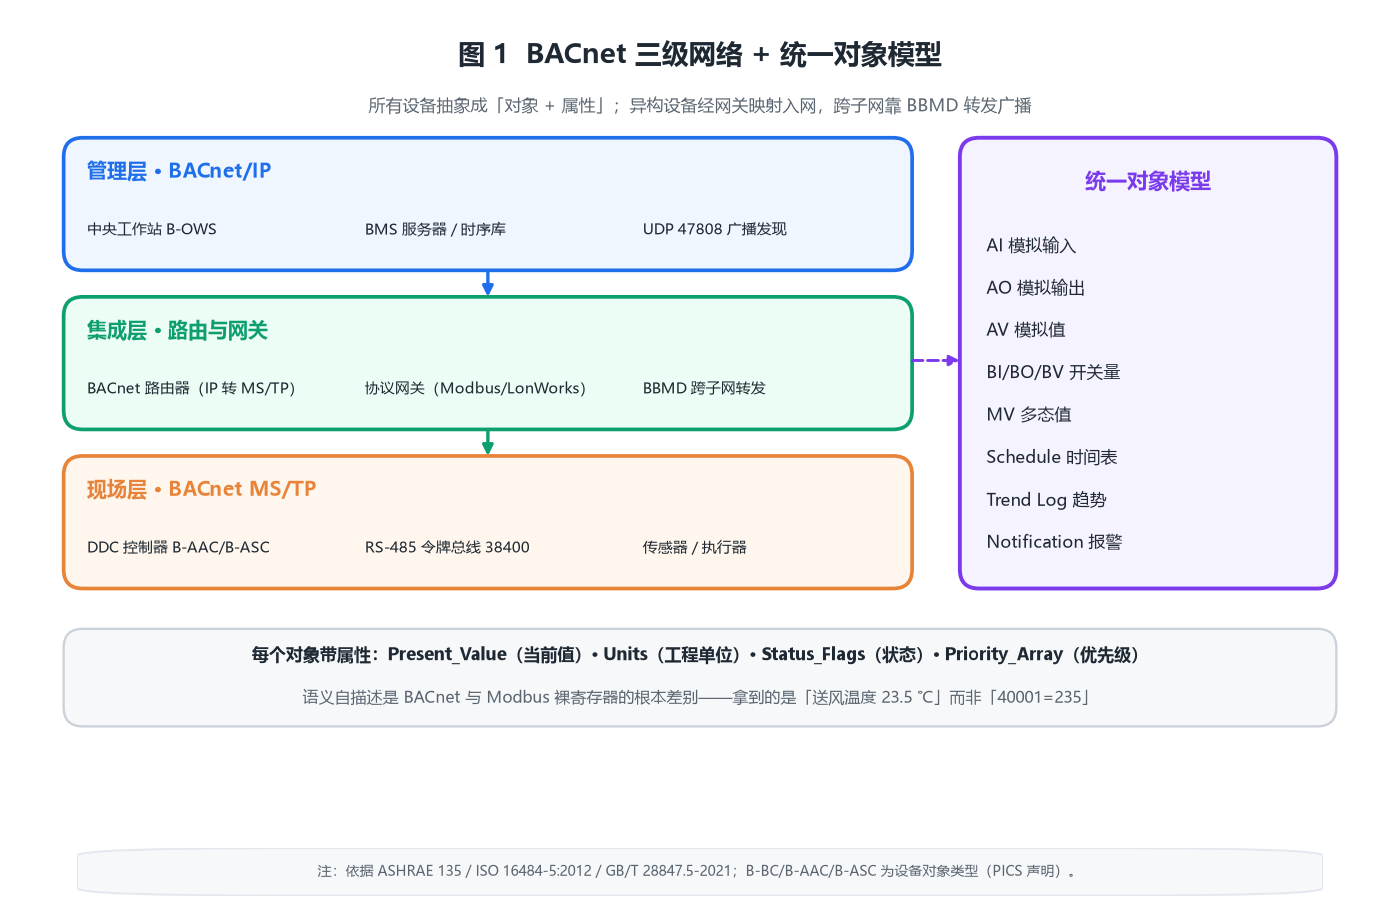 图 1 BACnet 三级网络 + 统一对象模型
所有设备抽象成「对象 + 属性」；异构设备经网关映射入网，跨子网靠 BBMD 转发广播
管理层 • BACnet/IP
中央工作站 B-OWS
BMS 服务器 / 时序库
UDP 47808 广播发现
集成层 • 路由与网关
BACnet 路由器（IP 转 MS/TP）
协议网关（Modbus/LonWorks）
BBMD 跨子网转发
现场层 • BACnet MS/TP
DDC 控制器 B-AAC/B-ASC
RS-485 令牌总线 38400
传感器 / 执行器
统一对象模型
AI 模拟输入
AO 模拟输出
AV 模拟值
BI/BO/BV 开关量
MV 多态值
Schedule 时间表
Trend Log 趋势
Notification 报警
每个对象带属性：Present_Value（当前值）• Units（工程单位）• Status_Flags（状态）• Priority_Array（优先级）
语义自描述是 BACnet 与 Modbus 裸寄存器的根本差别——拿到的是「送风温度 23.5 ℃」而非「40001=235」
注：依据 ASHRAE 135 / ISO 16484-5:2012 / GB/T 28847.5-2021；B-BC/B-AAC/B-ASC 为设备对象类型（PICS 声明）。